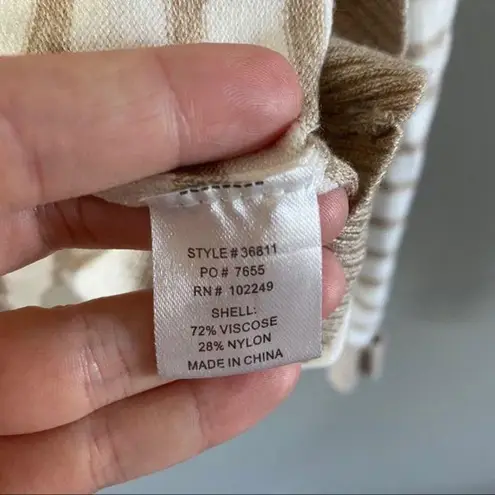 STYLE # 36811
PO # 7655
RN # 102249
SHELL:
72% VISCOSE
28% NYLON
MADE IN CHINA